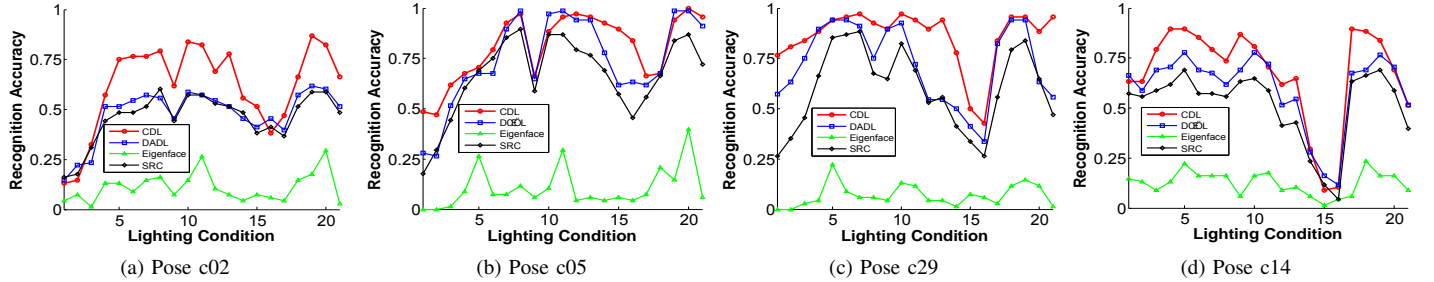 Recognition Accuracy
1
0.75
0.5
0.25
0
5 10 15 20
Lighting Condition
CDL
DADL
Eigenface
SRC
(a) Pose c02
Recognition Accuracy
1
0.75
0.5
0.25
0
5 10 15 20
Lighting Condition
CDL
Eigenface
SRC
(b) Pose c05
Recognition Accuracy
1
0.75
0.5
0.25
0
5 10 15 20
Lighting Condition
CDL
DADL
Eigenface
SRC
(c) Pose c29
Recognition Accuracy
1
0.75
0.5
0.25
0
5 10 15 20
Lighting Condition
CDL
Eigenface
SRC
(d) Pose c14